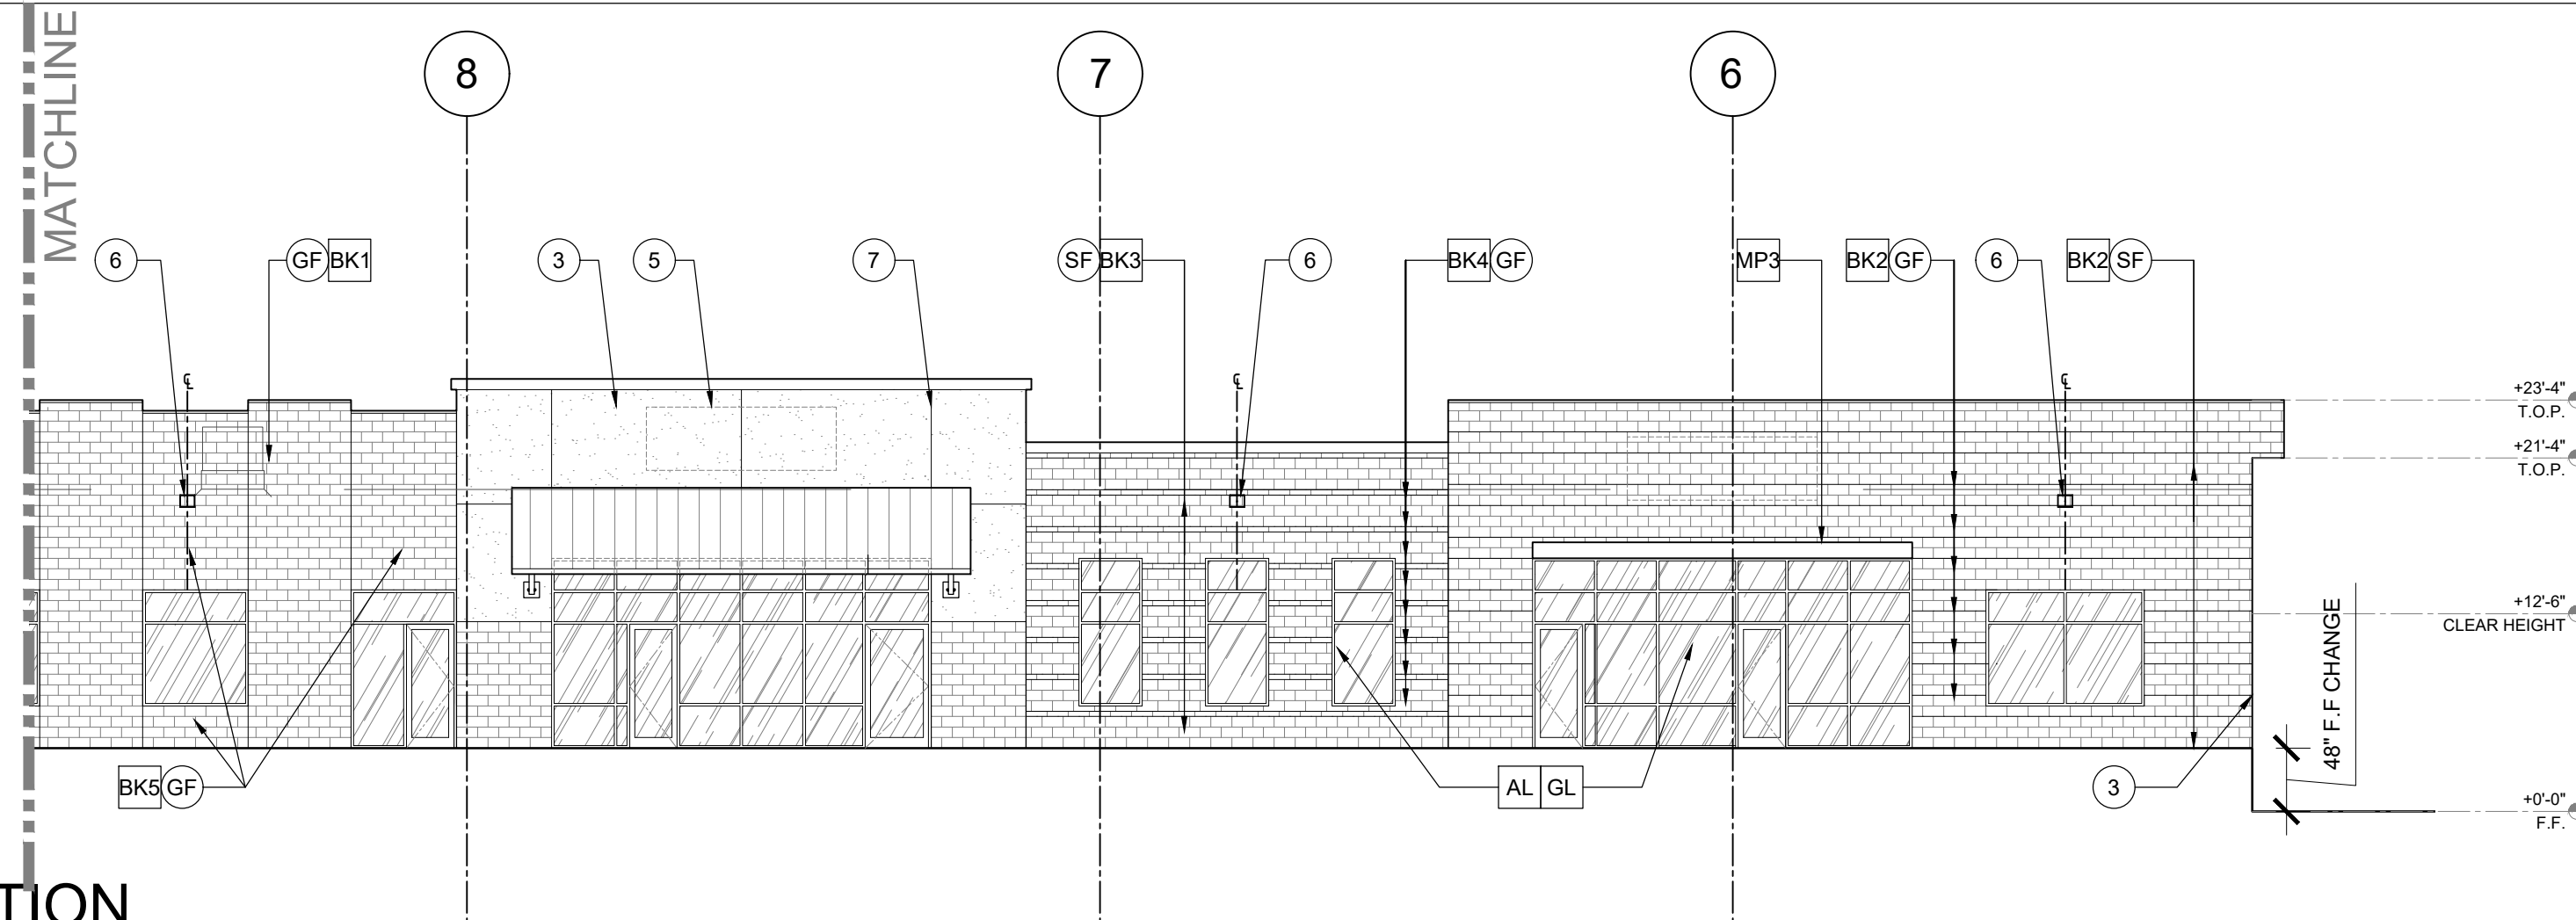 MATCHLINE
8
7
6
6
GF BK1
3
5
7
SF BK3
6
BK4 GF
MP3
BK2 GF
6
BK2 SF
+23'-4"
T.O.P.
+21'-4"
T.O.P.
+12'-6"
CLEAR HEIGHT
48" F.F CHANGE
BK5 GF
AL GL
3
+0'-0"
F.F.
TION